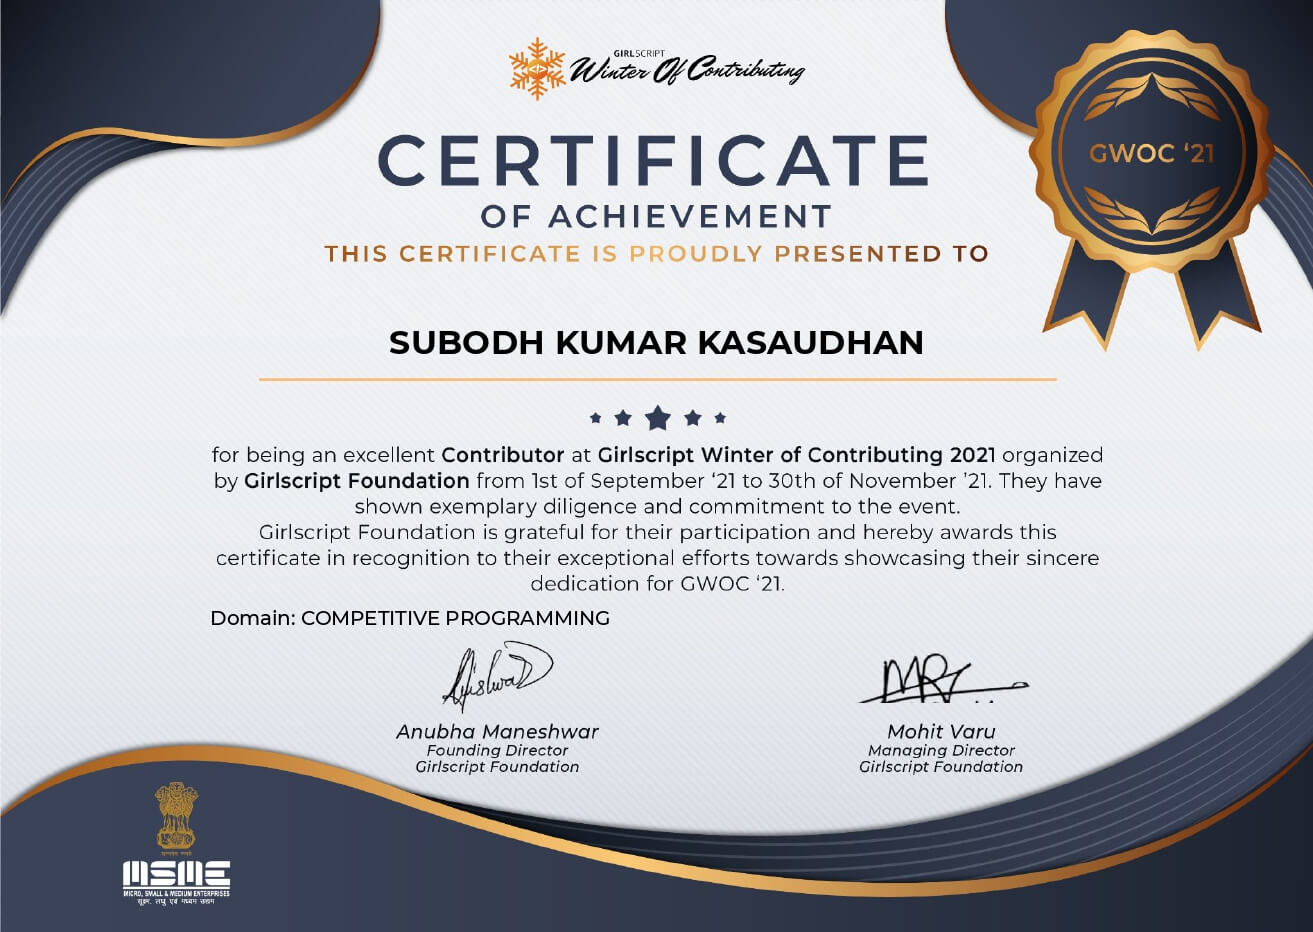 GIRLSCRIPT
Winter Of Contributing
CERTIFICATE
OF ACHIEVEMENT
THIS CERTIFICATE IS PROUDLY PRESENTED TO
GWOC ‘21
SUBODH KUMAR KASAUDHAN
for being an excellent Contributor at Girlscript Winter of Contributing 2021 organized
by Girlscript Foundation from 1st of September ‘21 to 30th of November ’21. They have
shown exemplary diligence and commitment to the event.
Girlscript Foundation is grateful for their participation and hereby awards this
certificate in recognition to their exceptional efforts towards showcasing their sincere
dedication for GWOC ‘21.
Domain: COMPETITIVE PROGRAMMING
Anubha Maneshwar
Founding Director
Girlscript Foundation
Mohit Varu
Managing Director
Girlscript Foundation
सत्यमेव जयते
MSME
MICRO, SMALL & MEDIUM ENTERPRISES
सूक्ष्म, लघु एवं मध्यम उद्यम